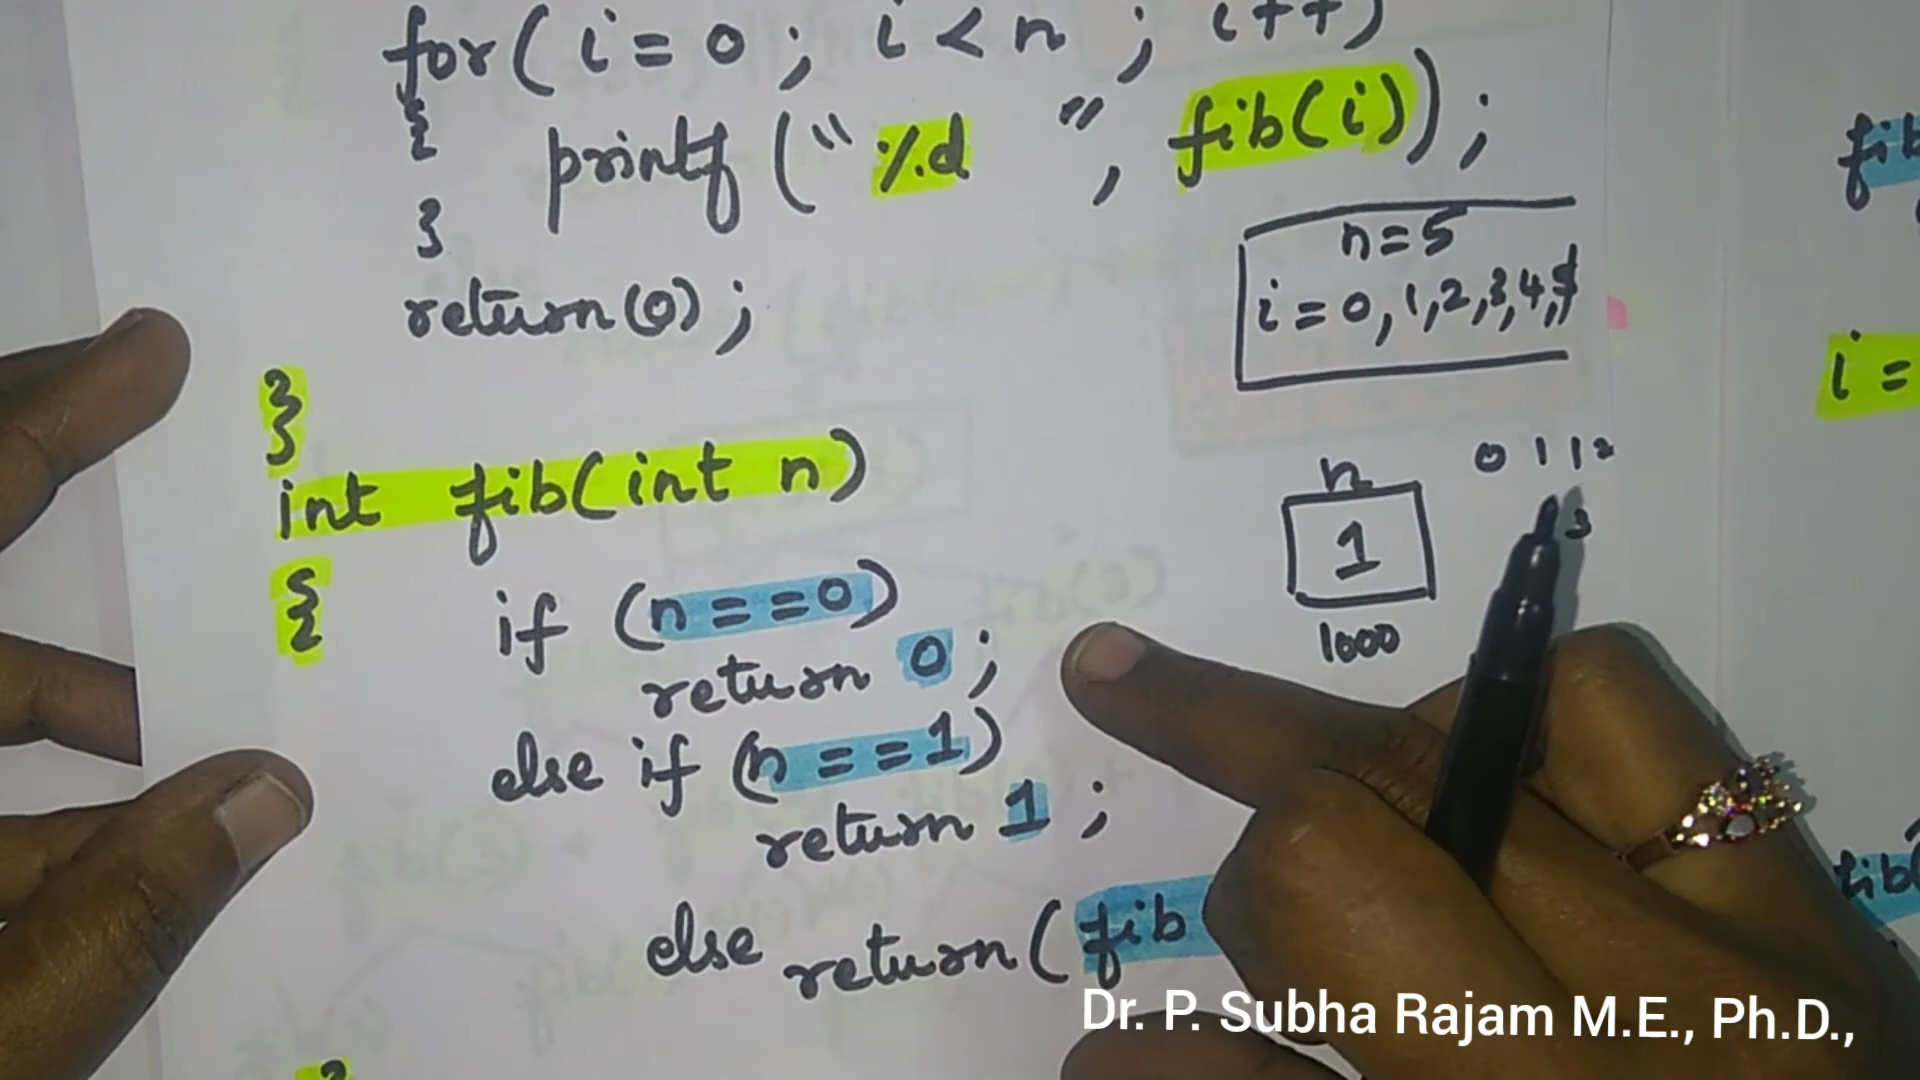 for( i = 0 ; i < n ; i++)
{
printf (" %d ", fib(i));
}
return(0);
n=5
i = 0,1,2,3,4,5
}
int fib(int n)
n
0 1 1 2
3
{
1
1000
if (n==0)
return 0;
else if (n==1)
return 1;
else return( fib
fib
i =
fib(
Dr. P. Subha Rajam M.E., Ph.D.,